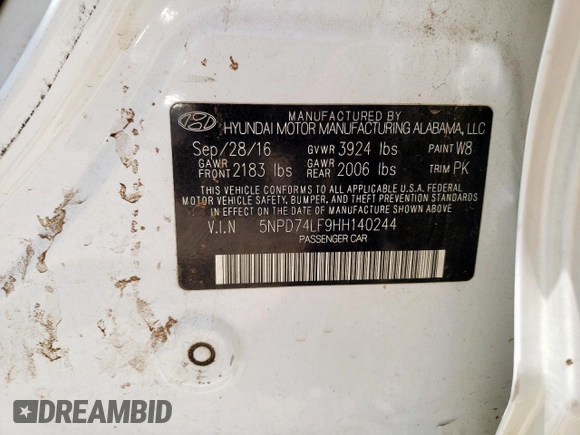 MANUFACTURED BY
HYUNDAI MOTOR MANUFACTURING ALABAMA, LLC
Sep/28/16 GVWR 3924 lbs PAINT W8
GAWR FRONT 2183 lbs GAWR REAR 2006 lbs TRIM PK
THIS VEHICLE CONFORMS TO ALL APPLICABLE U.S.A. FEDERAL
MOTOR VEHICLE SAFETY, BUMPER, AND THEFT PREVENTION STANDARDS
IN EFFECT ON THE DATE OF MANUFACTURE SHOWN ABOVE.
V.I.N 5NPD74LF9HH140244
PASSENGER CAR
DREAMBID